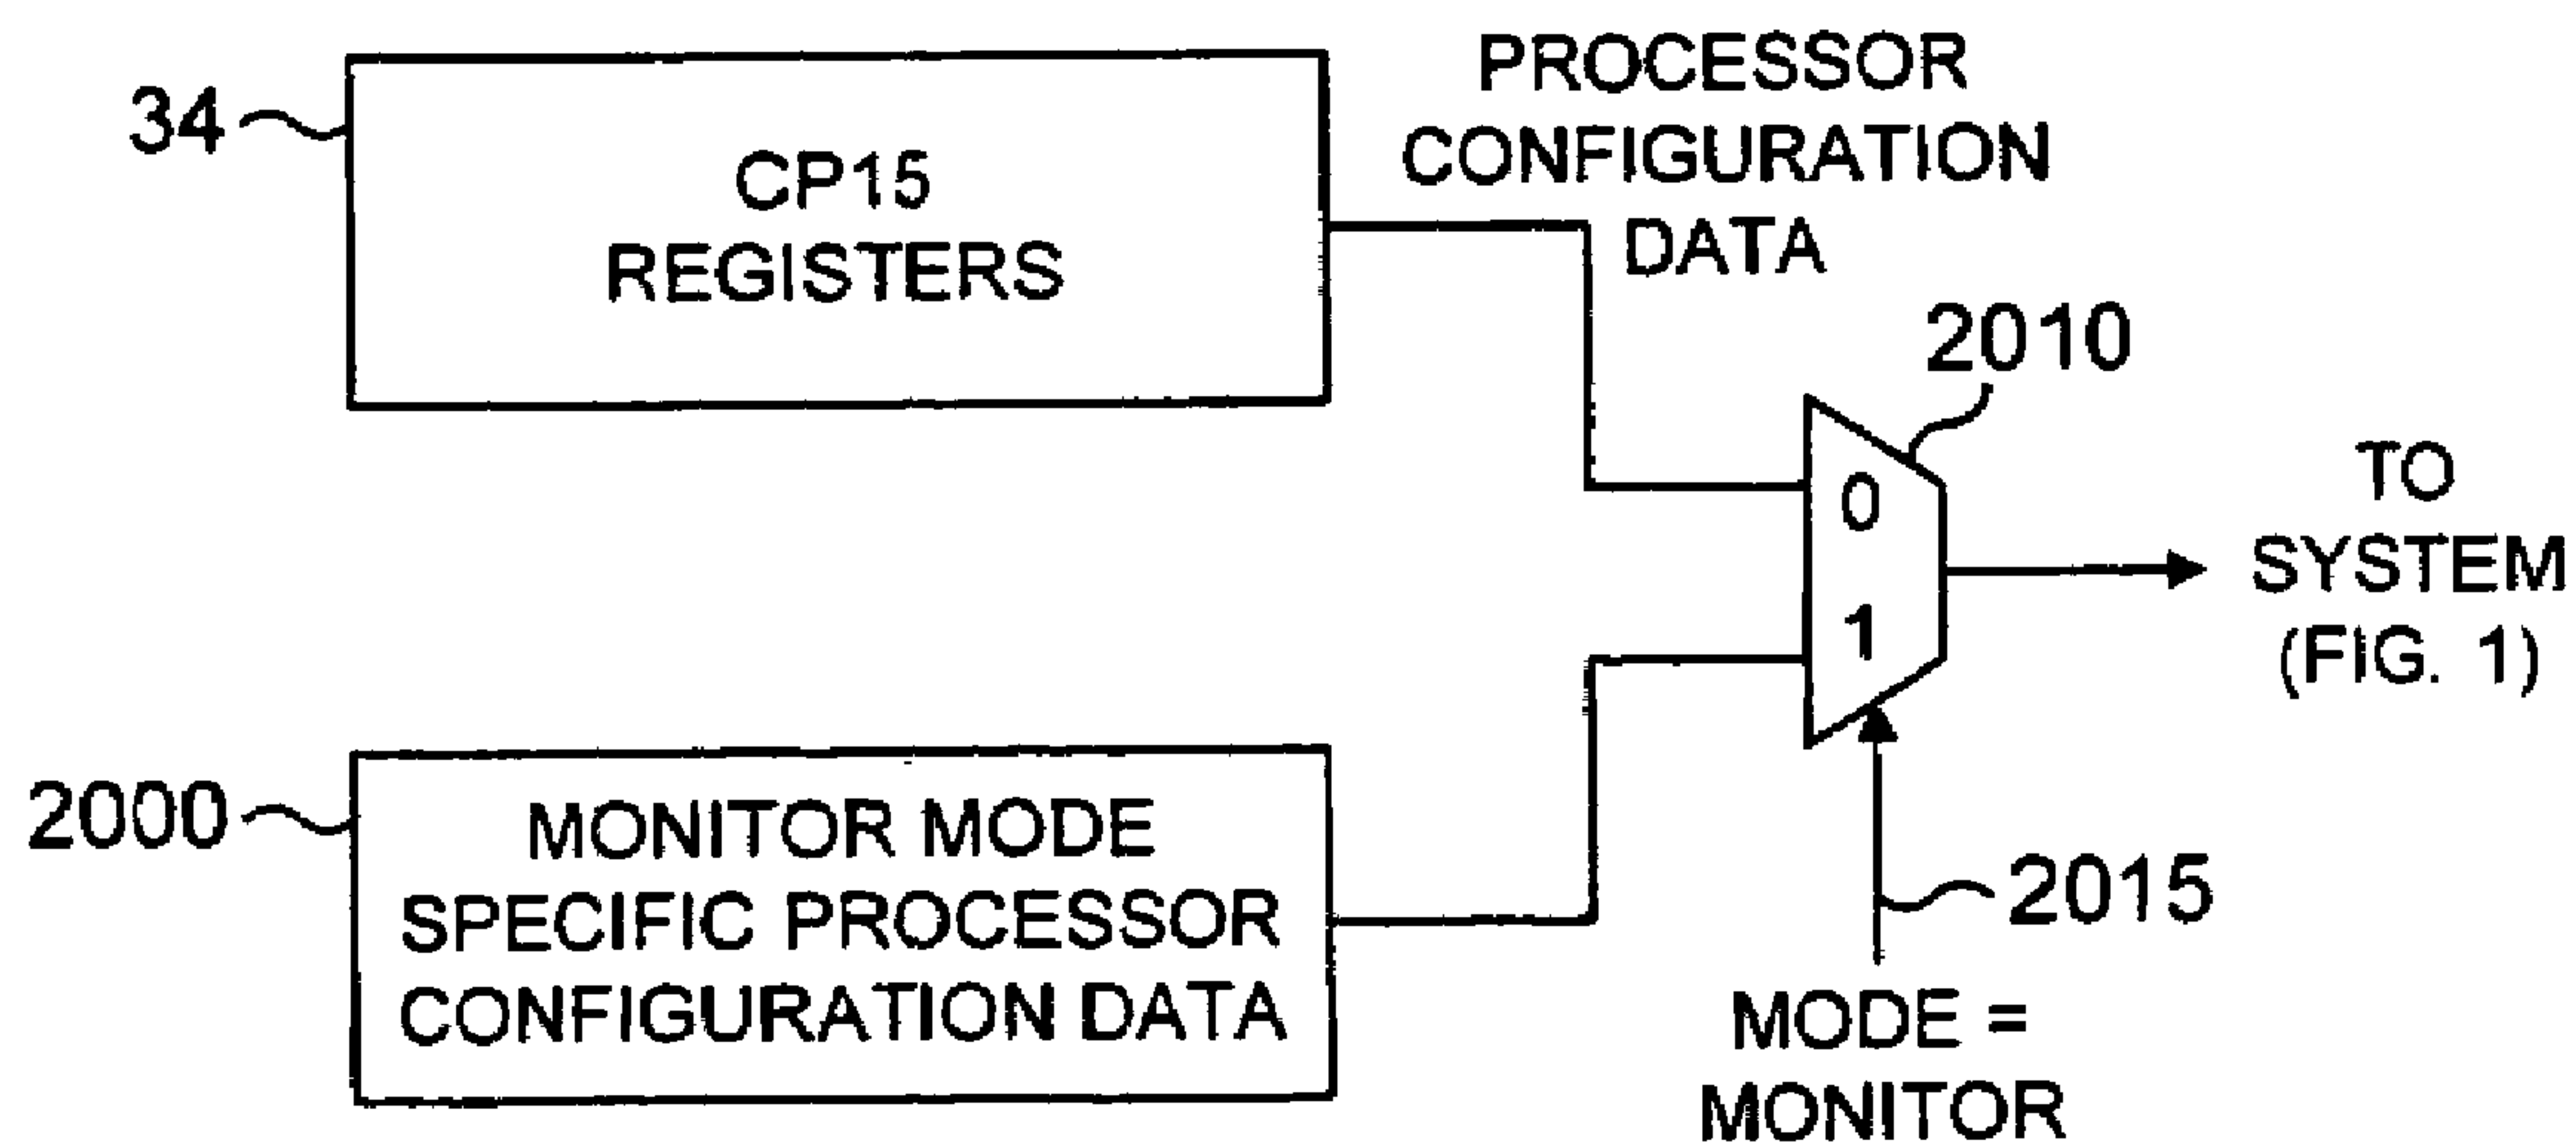 34
CP15
REGISTERS
PROCESSOR
CONFIGURATION
DATA
2010
0
1
TO
SYSTEM
(FIG. 1)
2000
MONITOR MODE
SPECIFIC PROCESSOR
CONFIGURATION DATA
2015
MODE =
MONITOR